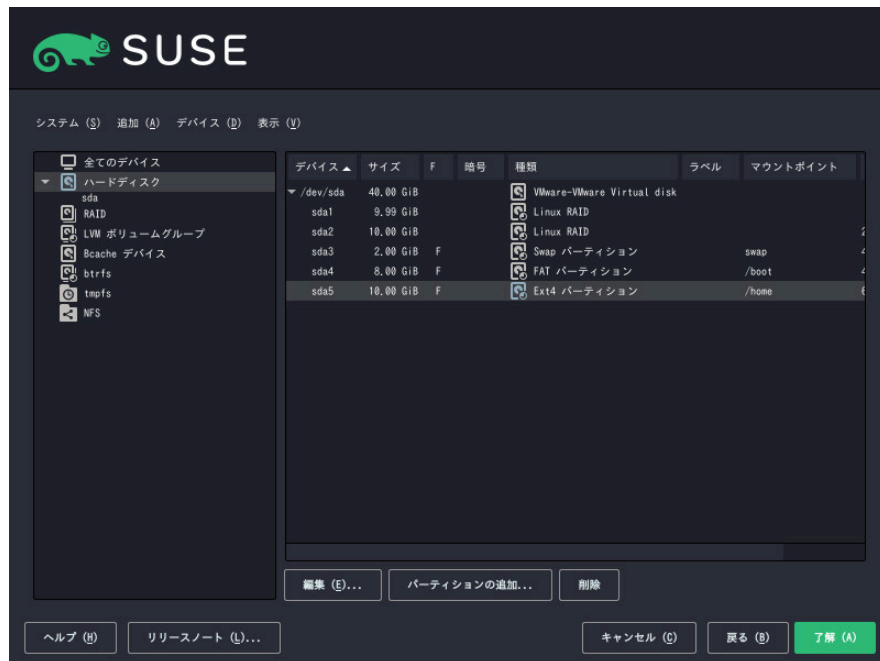 SUSE
システム (S) 追加 (A) デバイス (D) 表示 (V)
全てのデバイス
ハードディスク
sda
RAID
LVM ボリュームグループ
Bcache デバイス
btrfs
tmpfs
NFS
デバイス サイズ F 暗号 種類 ラベル マウントポイント
/dev/sda 40.00 GiB VMware-VMware Virtual disk
sda1 9.99 GiB Linux RAID
sda2 10.00 GiB Linux RAID
sda3 2.00 GiB F Swap パーティション swap
sda4 8.00 GiB F FAT パーティション /boot
sda5 10.00 GiB F Ext4 パーティション /home
編集 (E)... パーティションの追加... 削除
ヘルプ (H) リリースノート (L)... キャンセル (C) 戻る (B) 了解 (A)